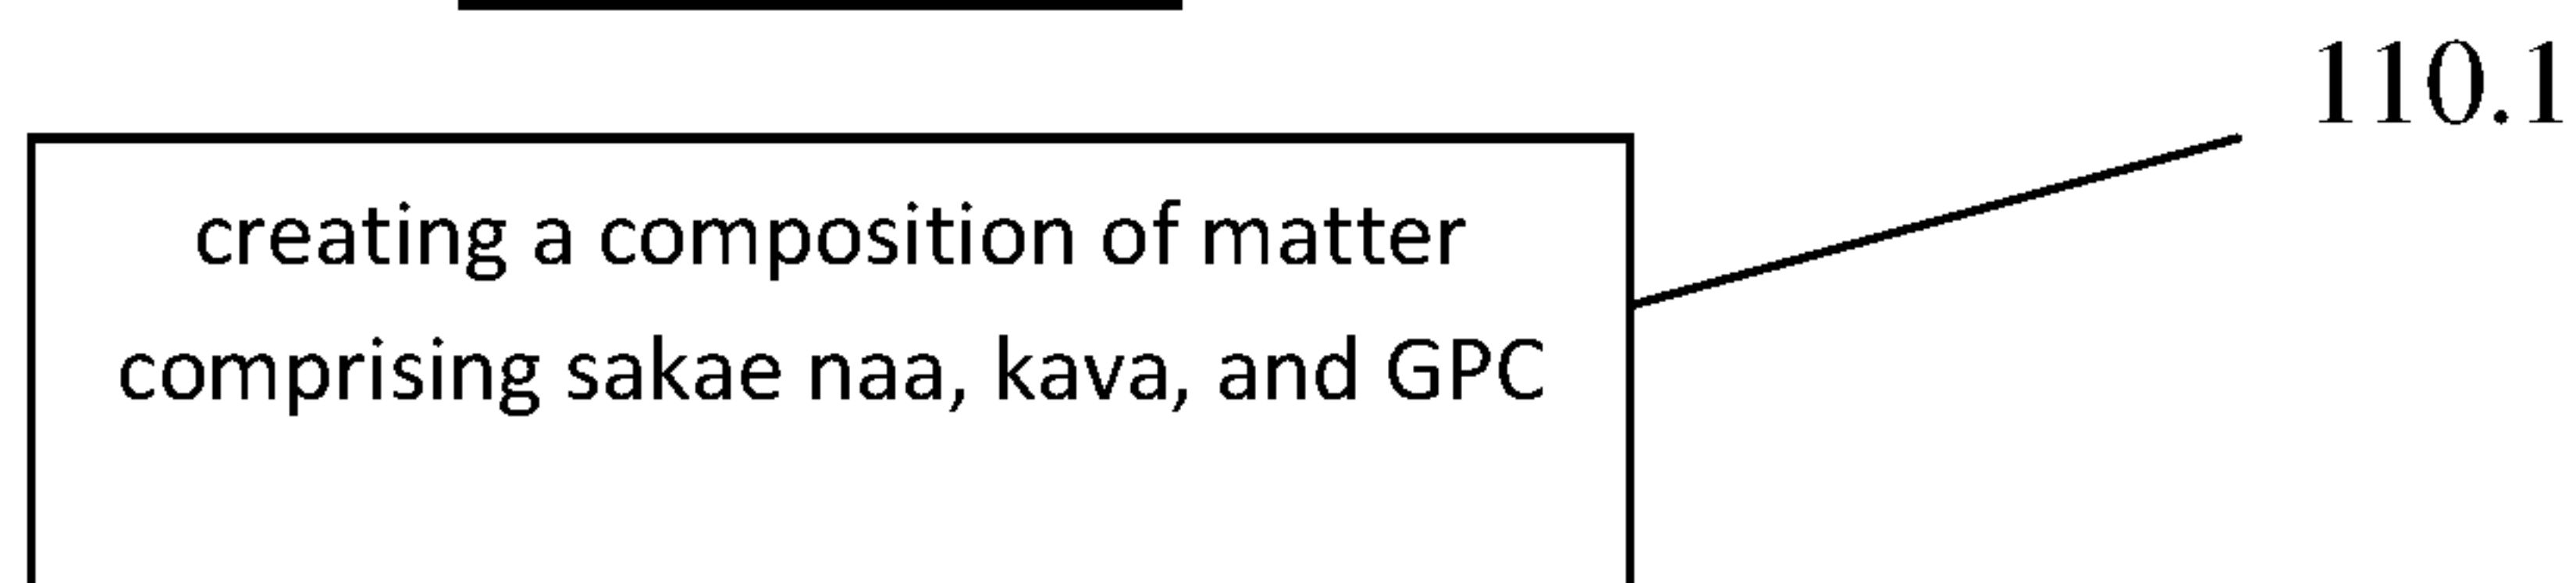 110.1
creating a composition of matter
comprising sakae naa, kava, and GPC